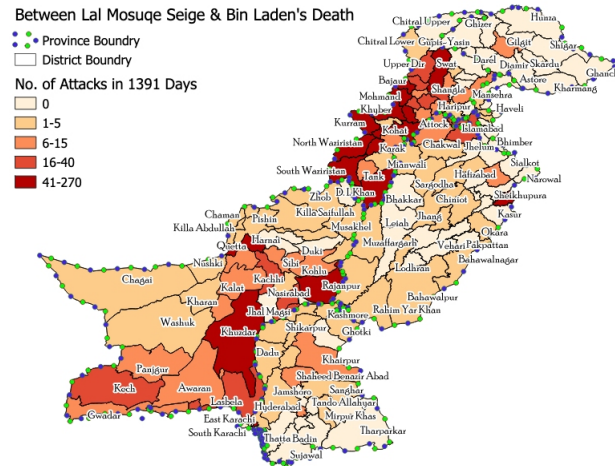 Between Lal Mosuqe Seige & Bin Laden's Death
Province Boundry
District Boundry
No. of Attacks in 1391 Days
0
1-5
6-15
16-40
41-270
Chitral Upper
Ghizer
Hunza
Chitral Lower
Gupis-Yasin
Gilgit
Shigar
Upper Dir
Swat
Darel
Diamir
Skardu
Ghanch
Bajaur
Astore
Kharmang
Shangla
Mansehra
Mohmand
Haripur
Haveli
Khyber
Attock
Islamabad
Kurram
Kohat
Chakwal
Jhelum
Bhimber
North Waziristan
Karak
Mianwali
Sialkot
South Waziristan
Tank
Hafizabad
Narowal
Sargodha
D.I.Khan
Bhakkar
Chiniot
Sheikhupura
Zhob
Kasur
Chaman
Pishin
Killa Saifullah
Jhang
Killa Abdullah
Musakhel
Leiah
Okara
Quetta
Harnai
Muzaffargarh
Vehari
Pakpattan
Duki
Bahawalnagar
Nushki
Sibi
Lodhran
Chagai
Kachhi
Kohlu
Kalat
Nasirabad
Rajanpur
Bahawalpur
Kharan
Jhal Magsi
Kashmore
Rahim Yar Khan
Washuk
Shikarpur
Khuzdar
Ghotki
Dadu
Khairpur
Panjgur
Shaheed Benazir Abad
Kech
Awaran
Jamshoro
Sanghar
Lasbela
Hyderabad
Tando Allahyar
Gwadar
East Karachi
Mirpur Khas
South Karachi
Thatta
Badin
Tharparkar
Sujawal